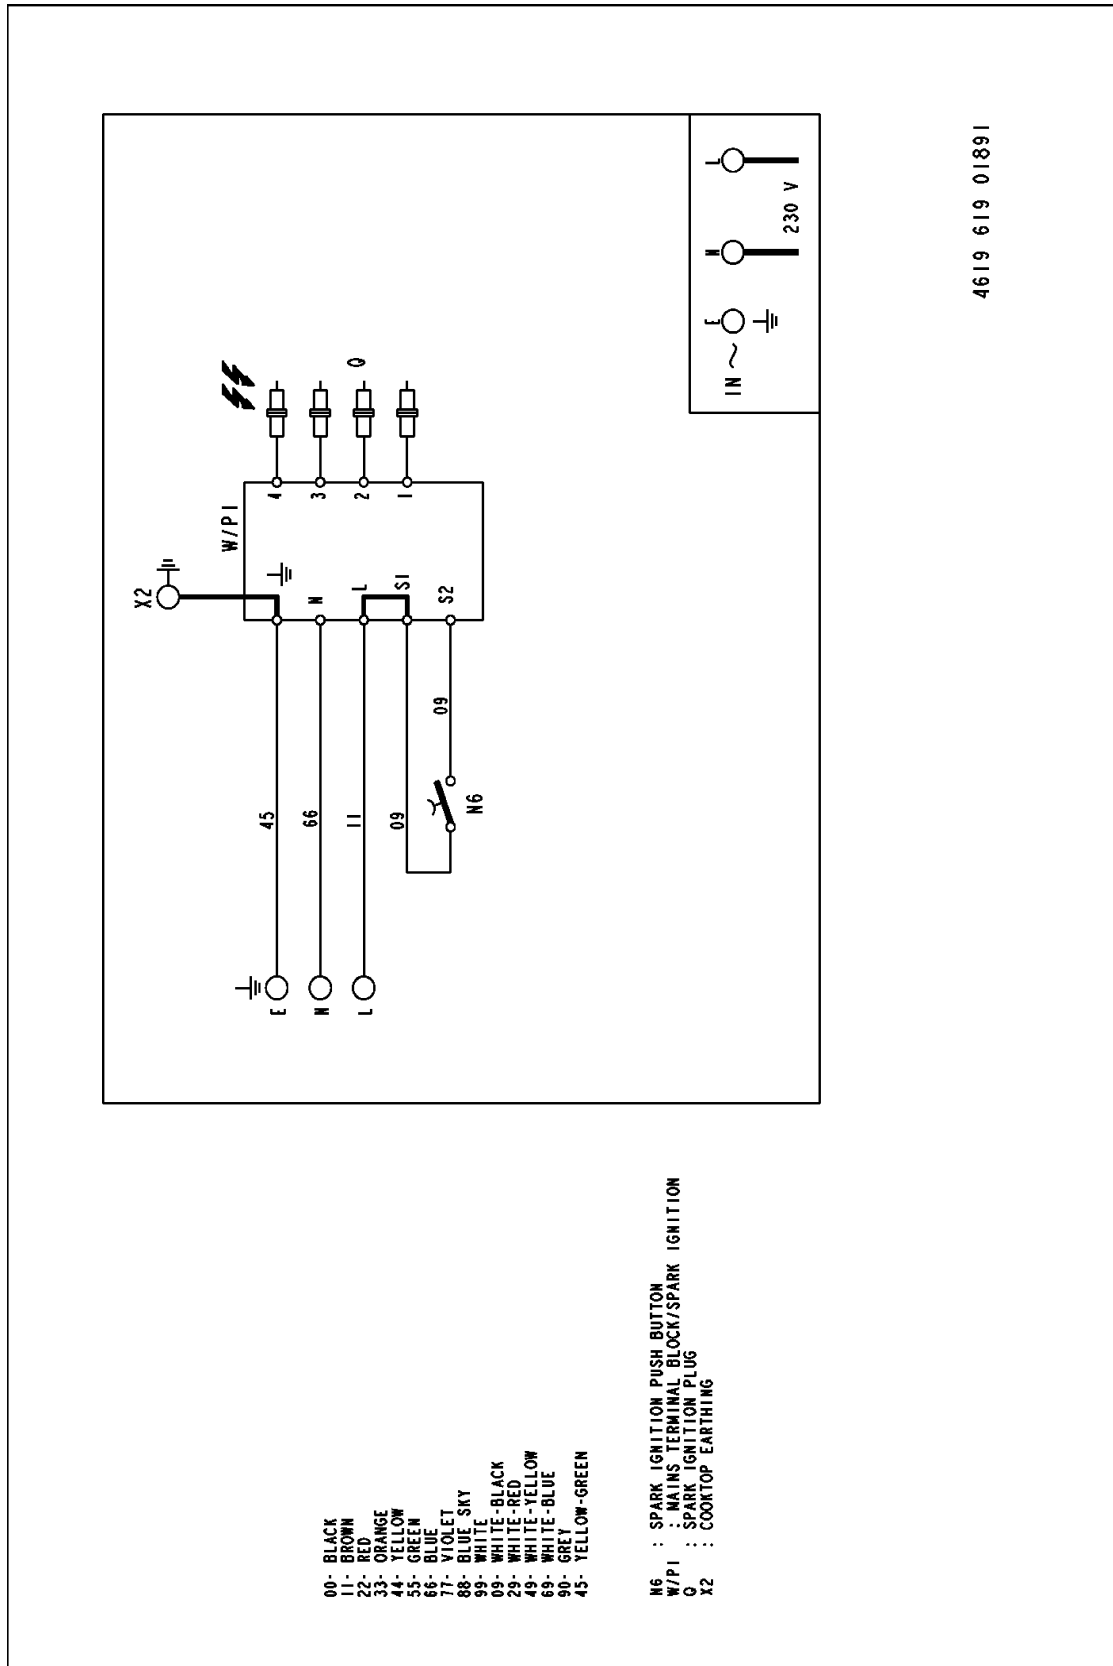 4619 619 01891
L
N
E
230 V
IN ~
Q
4
3
2
1
W/P1
X2
N
L
S1
S2
45
66
11
09
09
N6
E
N
L
00- BLACK
11- BROWN
22- RED
33- ORANGE
44- YELLOW
55- GREEN
66- BLUE
77- VIOLET
88- BLUE SKY
99- WHITE
09- WHITE-BLACK
29- WHITE-RED
49- WHITE-YELLOW
69- WHITE-BLUE
90- GREY
45- YELLOW-GREEN
N6 : SPARK IGNITION PUSH BUTTON
W/P1 : MAINS TERMINAL BLOCK/SPARK IGNITION
Q : SPARK IGNITION PLUG
X2 : COOKTOP EARTHING